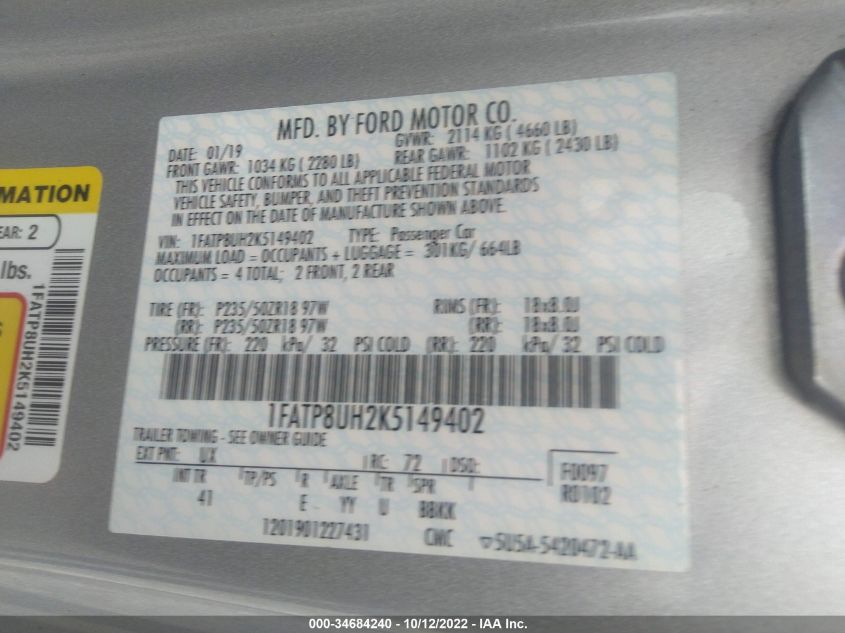 MFD. BY FORD MOTOR CO.
DATE: 01/19 GVWR: 2114 KG ( 4660 LB)
FRONT GAWR: 1034 KG ( 2280 LB) REAR GAWR: 1102 KG ( 2430 LB)
THIS VEHICLE CONFORMS TO ALL APPLICABLE FEDERAL MOTOR
VEHICLE SAFETY, BUMPER, AND THEFT PREVENTION STANDARDS
IN EFFECT ON THE DATE OF MANUFACTURE SHOWN ABOVE.
VIN: 1FATP8UH2K5149402 TYPE: Passenger Car
MAXIMUM LOAD = OCCUPANTS + LUGGAGE = 301KG/ 664LB
OCCUPANTS = 4 TOTAL; 2 FRONT, 2 REAR
TIRE (FR): P235/50ZR18 97W RIMS (FR): 18x8.0J
(RR): P235/50ZR18 97W (RR): 18x8.0J
PRESSURE (FR): 220 kPa/ 32 PSI COLD (RR): 220 kPa/ 32 PSI COLD
1FATP8UH2K5149402
TRAILER TOWING - SEE OWNER GUIDE
EXT PNT: UX RC: 72 DSO:
F0097
R0102
INT TR TP/PS R AXLE TR SPR
41 E YY U BBKK
1201901227431 CWC ▽5U5A-5420472-AA
MATION
EAR: 2
lbs.
S
1FATP8UH2K5149402
000-34684240 - 10/12/2022 - IAA Inc.